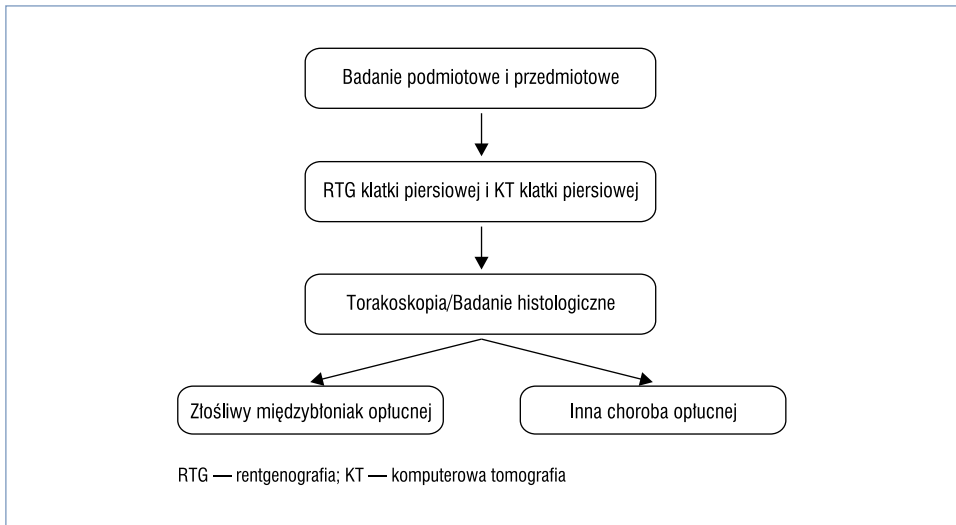 Badanie podmiotowe i przedmiotowe
RTG klatki piersiowej i KT klatki piersiowej
Torakoskopia/Badanie histologiczne
Złośliwy międzybłoniak opłucnej
Inna choroba opłucnej
RTG — rentgenografia; KT — komputerowa tomografia